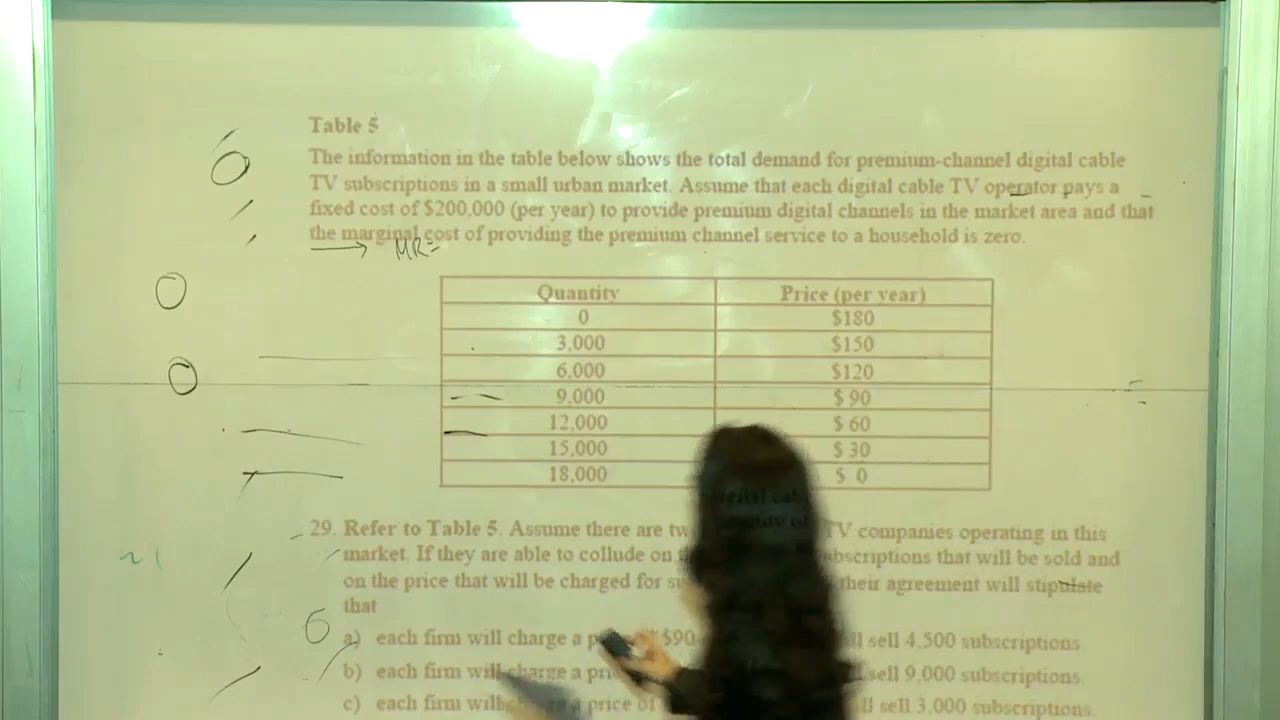 Table 5
The information in the table below shows the total demand for premium-channel digital cable
TV subscriptions in a small urban market. Assume that each digital cable TV operator pays a
fixed cost of $200,000 (per year) to provide premium digital channels in the market area and that
the marginal cost of providing the premium channel service to a household is zero.
MR=
Quantity Price (per year)
0 $180
3,000 $150
6,000 $120
9,000 $ 90
12,000 $ 60
15,000 $ 30
18,000 $ 0
29. Refer to Table 5. Assume there are TV companies operating in this
market. If they are able to collude on that will be sold and
on the price that will be charged for their agreement will stipulate
that
a) each firm will charge a $90 sell 4,500 subscriptions.
b) each firm will charge a sell 9,000 subscriptions.
c) each firm will a price of sell 3,000 subscriptions.